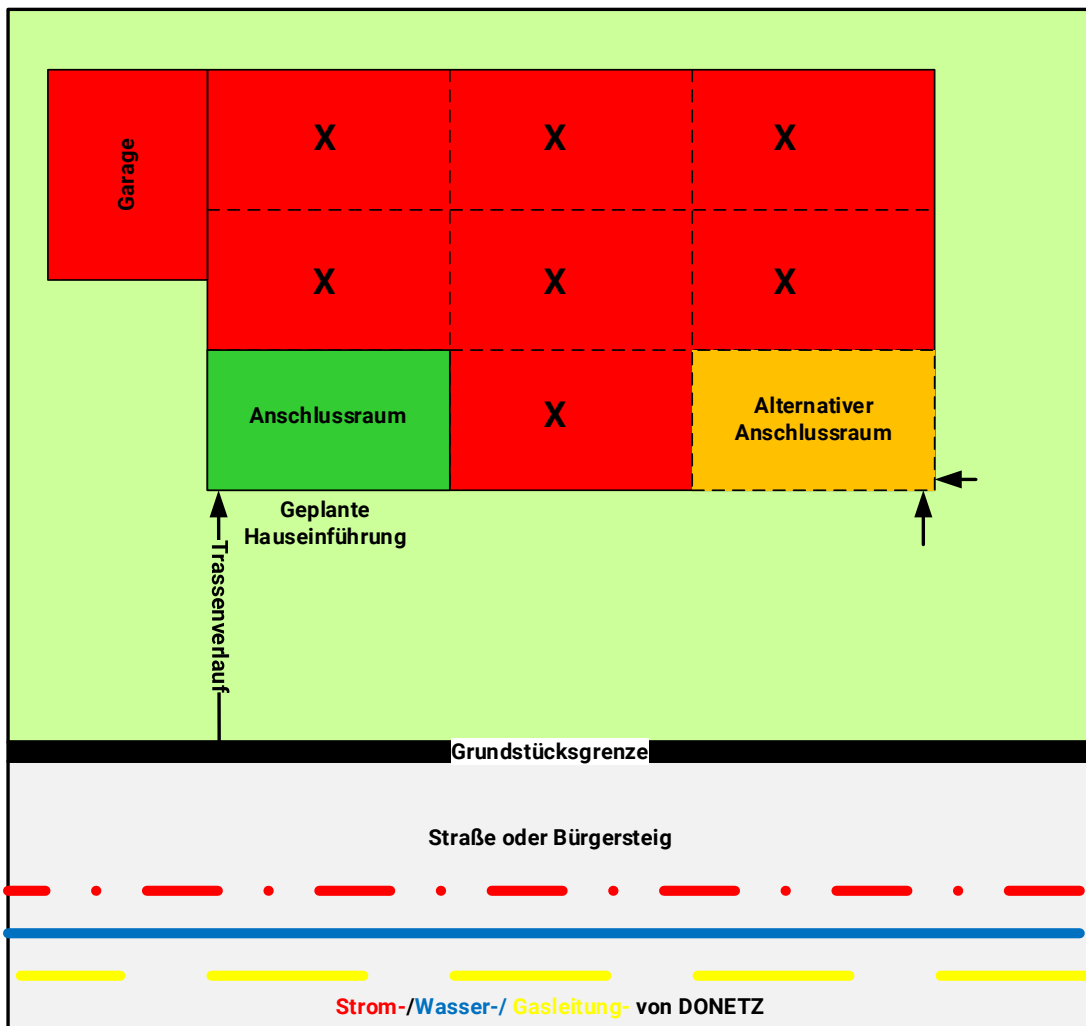 Garage
X X X
X X X
Anschlussraum
X
Alternativer
Anschlussraum
Geplante
Hauseinführung
Trassenverlauf
Grundstücksgrenze
Straße oder Bürgersteig
Strom-/Wasser-/ Gasleitung- von DONETZ